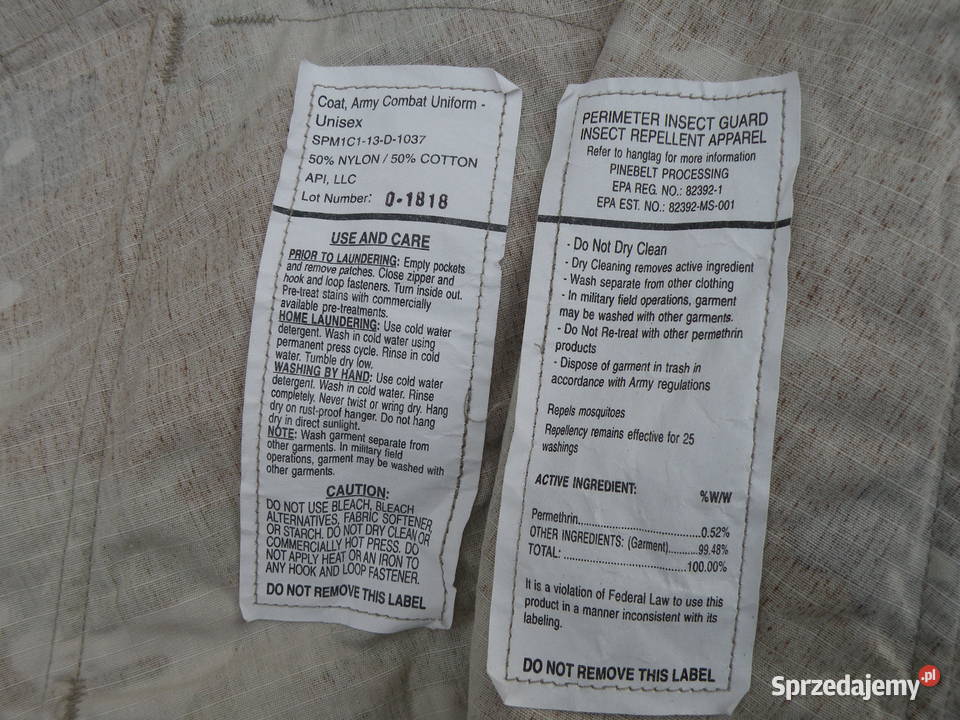 Coat, Army Combat Uniform -
Unisex
SPM1C1-13-D-1037
50% NYLON / 50% COTTON
API, LLC
Lot Number: 0-1818
USE AND CARE
PRIOR TO LAUNDERING: Empty pockets
and remove patches. Close zipper and
hook and loop fasteners. Turn inside out.
Pre-treat stains with commercially
available pre-treatments.
HOME LAUNDERING: Use cold water
detergent. Wash in cold water using
permanent press cycle. Rinse in cold
water. Tumble dry low.
WASHING BY HAND: Use cold water
detergent. Wash in cold water. Rinse
completely. Never twist or wring dry. Hang
dry on rust-proof hanger. Do not hang
dry in direct sunlight.
NOTE: Wash garment separate from
other garments. In military field
operations, garment may be washed with
other garments.
CAUTION:
DO NOT USE BLEACH, BLEACH
ALTERNATIVES, FABRIC SOFTENER,
OR STARCH. DO NOT DRY CLEAN OR
COMMERCIALLY HOT PRESS. DO
NOT APPLY HEAT OR AN IRON TO
ANY HOOK AND LOOP FASTENER.
DO NOT REMOVE THIS LABEL
PERIMETER INSECT GUARD
INSECT REPELLENT APPAREL
Refer to hangtag for more information
PINEBELT PROCESSING
EPA REG. NO.: 82392-1
EPA EST. NO.: 82392-MS-001
- Do Not Dry Clean
- Dry Cleaning removes active ingredient
- Wash separate from other clothing
- In military field operations, garment
may be washed with other garments.
- Do Not Re-treat with other permethrin
products
- Dispose of garment in trash in
accordance with Army regulations
Repels mosquitoes
Repellency remains effective for 25
washings
ACTIVE INGREDIENT: %W/W
Permethrin..............................0.52%
OTHER INGREDIENTS: (Garment).........99.48%
TOTAL: ..............................100.00%
It is a violation of Federal Law to use this
product in a manner inconsistent with its
labeling.
DO NOT REMOVE THIS LABEL
Sprzedajemy.pl